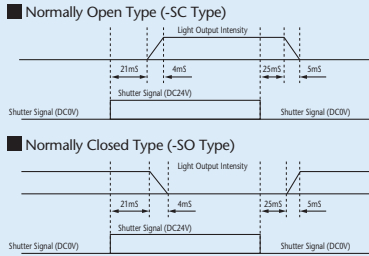 Normally Open Type (-SC Type)
Light Output Intensity
21mS 4mS 25mS 5mS
Shutter Signal (DC24V)
Shutter Signal (DC0V) Shutter Signal (DC0V)
Normally Closed Type (-SO Type)
Light Output Intensity
21mS 4mS 25mS 5mS
Shutter Signal (DC24V)
Shutter Signal (DC0V) Shutter Signal (DC0V)